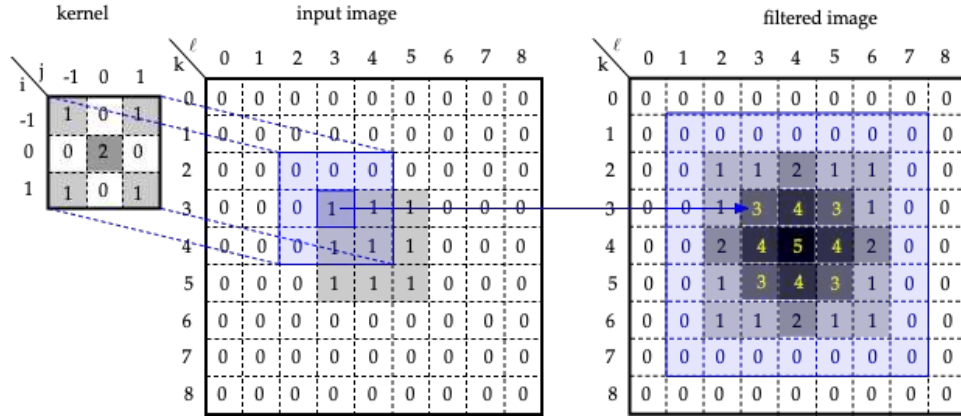 kernel
j -1 0 1
i
-1 1 0 1
0 0 2 0
1 1 0 1
input image
ℓ
k 0 1 2 3 4 5 6 7 8
0 0 0 0 0 0 0 0 0 0
1 0 0 0 0 0 0 0 0 0
2 0 0 0 0 0 0 0 0 0
3 0 0 0 1 1 1 0 0 0
4 0 0 0 1 1 1 0 0 0
5 0 0 0 1 1 1 0 0 0
6 0 0 0 0 0 0 0 0 0
7 0 0 0 0 0 0 0 0 0
8 0 0 0 0 0 0 0 0 0
filtered image
ℓ
k 0 1 2 3 4 5 6 7 8
0 0 0 0 0 0 0 0 0 0
1 0 0 0 0 0 0 0 0 0
2 0 0 1 1 2 1 1 0 0
3 0 0 1 3 4 3 1 0 0
4 0 0 2 4 5 4 2 0 0
5 0 0 1 3 4 3 1 0 0
6 0 0 1 1 2 1 1 0 0
7 0 0 0 0 0 0 0 0 0
8 0 0 0 0 0 0 0 0 0